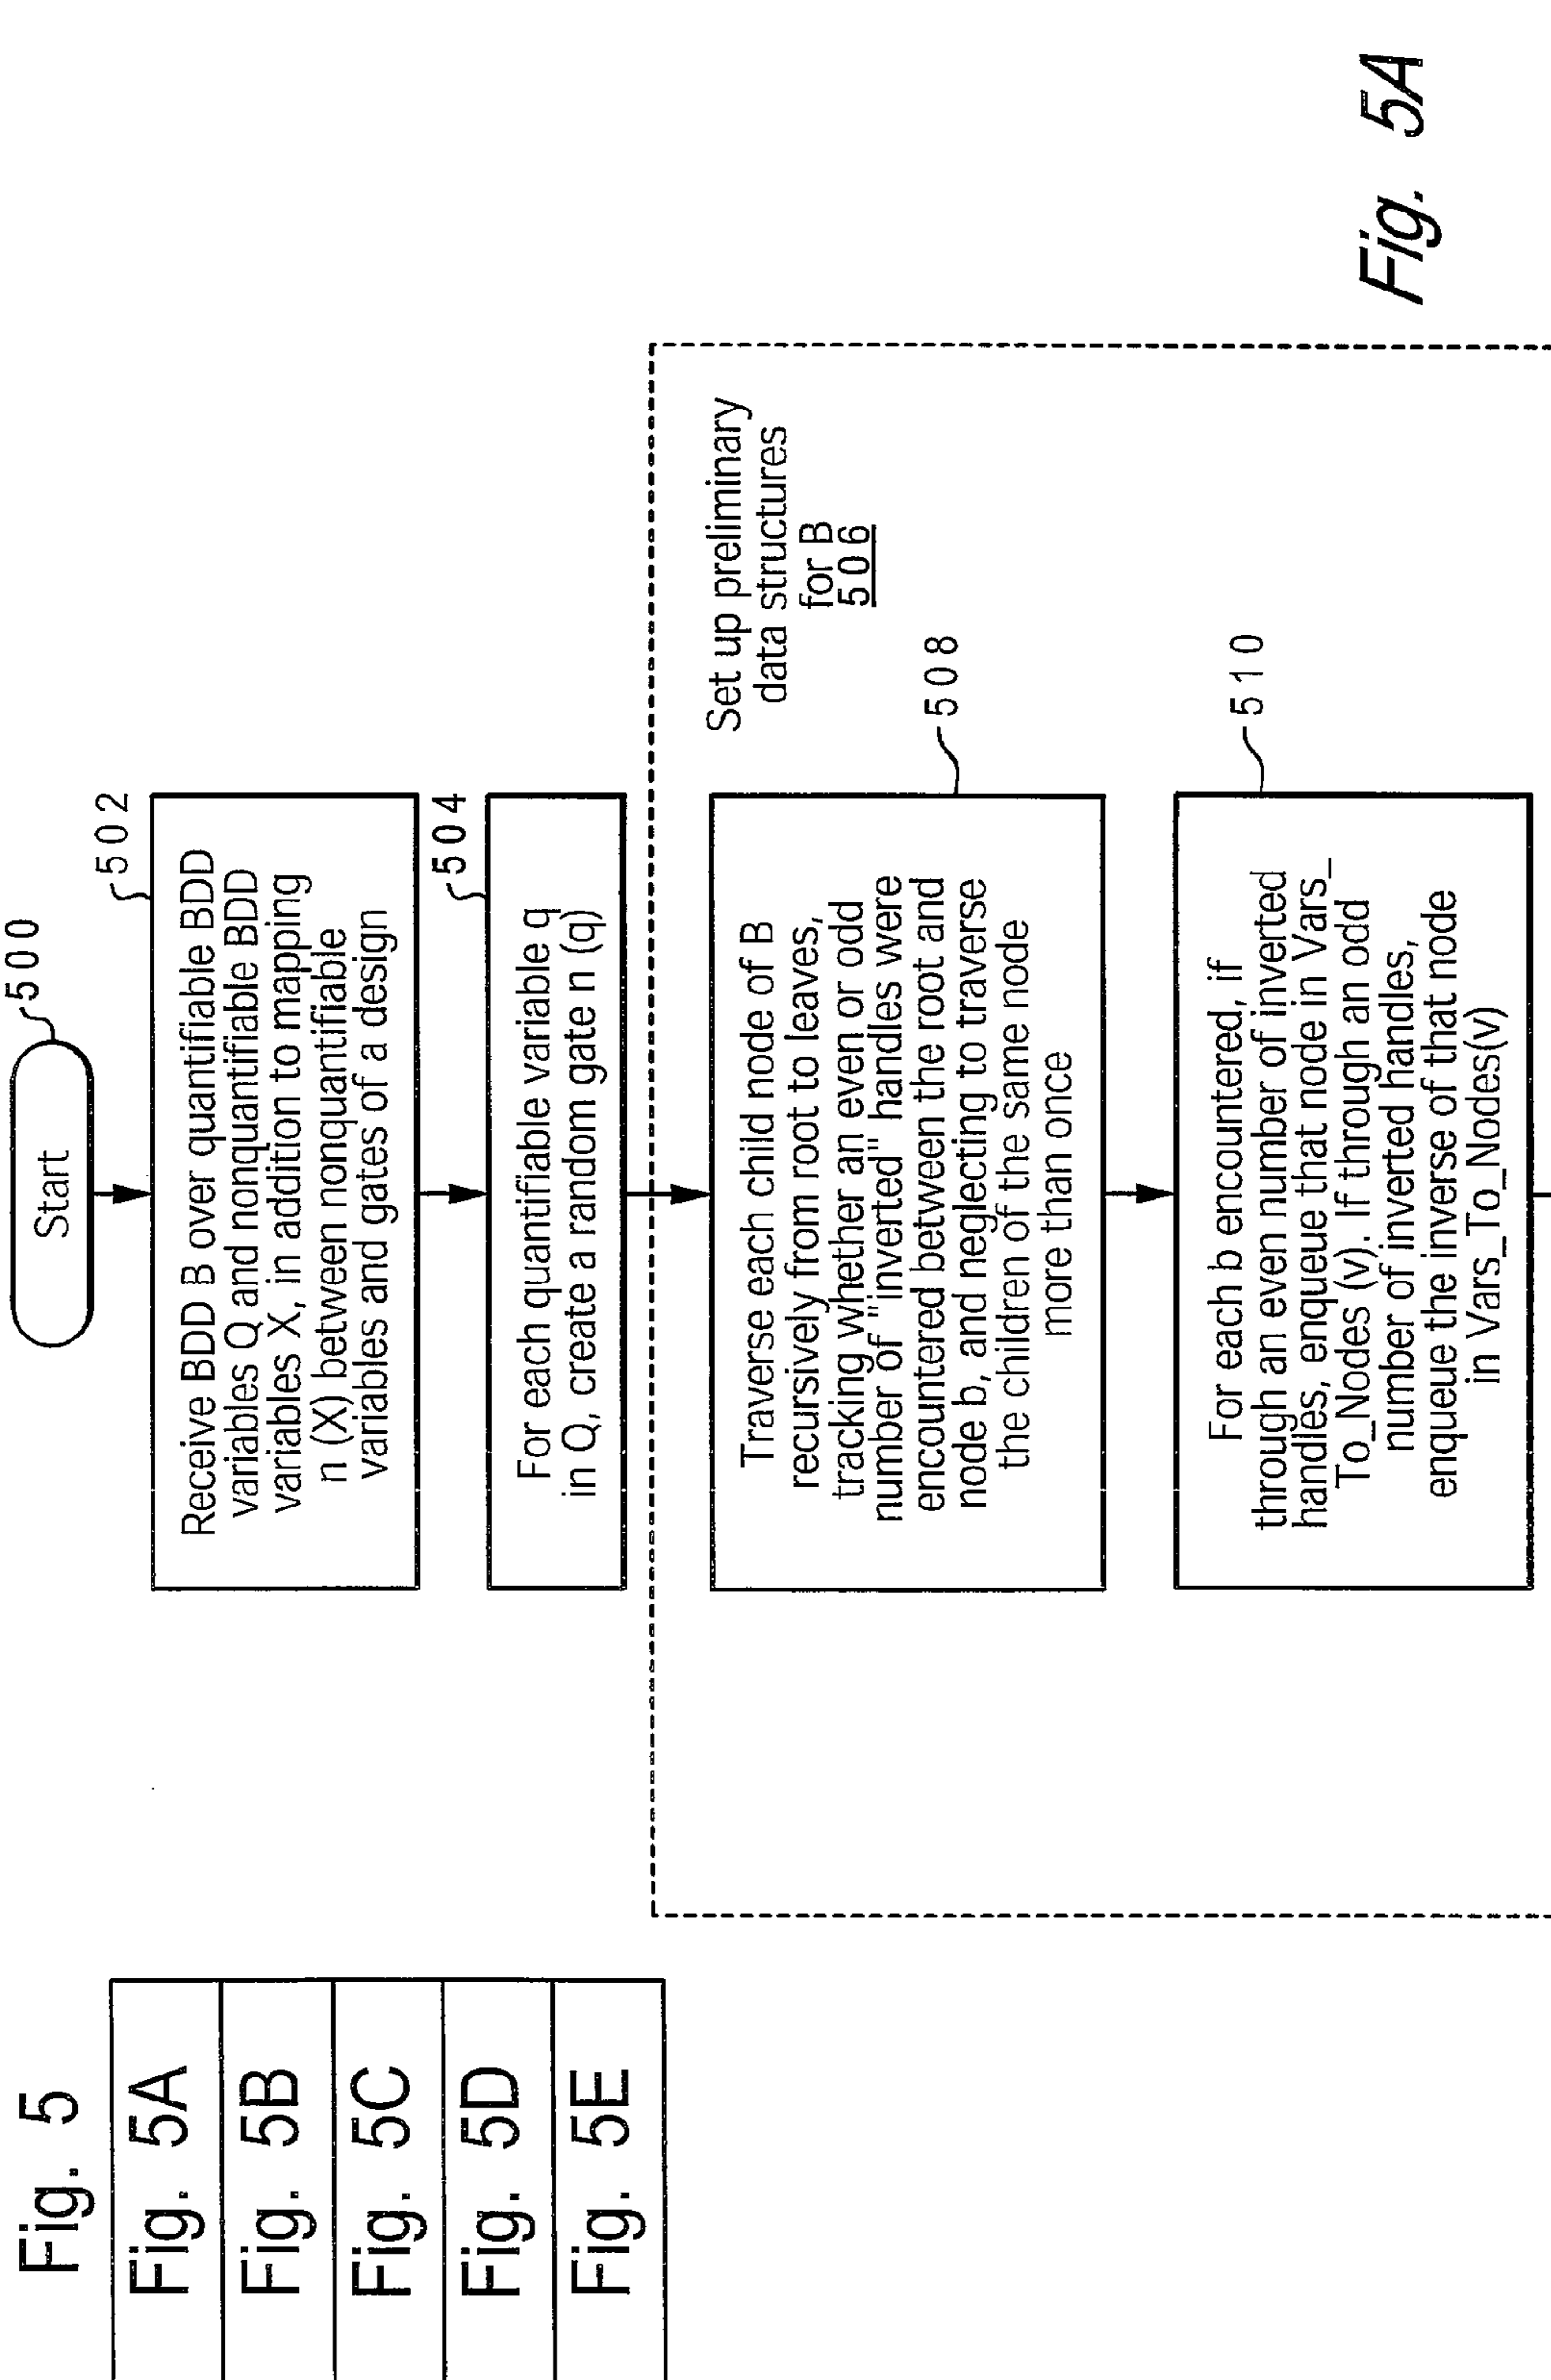 Fig. 5
Fig. 5A
Fig. 5B
Fig. 5C
Fig. 5D
Fig. 5E
Start
500
502
Receive BDD B over quantifiable BDD
variables Q and nonquantifiable BDD
variables X, in addition to mapping
n (X) between nonquantifiable
variables and gates of a design
504
For each quantifiable variable q
in Q, create a random gate n (q)
Set up preliminary
data structures
for B
506
Traverse each child node of B
recursively from root to leaves,
tracking whether an even or odd
number of "inverted" handles were
encountered between the root and
node b, and neglecting to traverse
the children of the same node
more than once
508
For each b encountered, if
through an even number of inverted
handles, enqueue that node in Vars_
To_Nodes (v). If through an odd
number of inverted handles,
enqueue the inverse of that node
in Vars_To_Nodes(v)
510
Fig. 5A